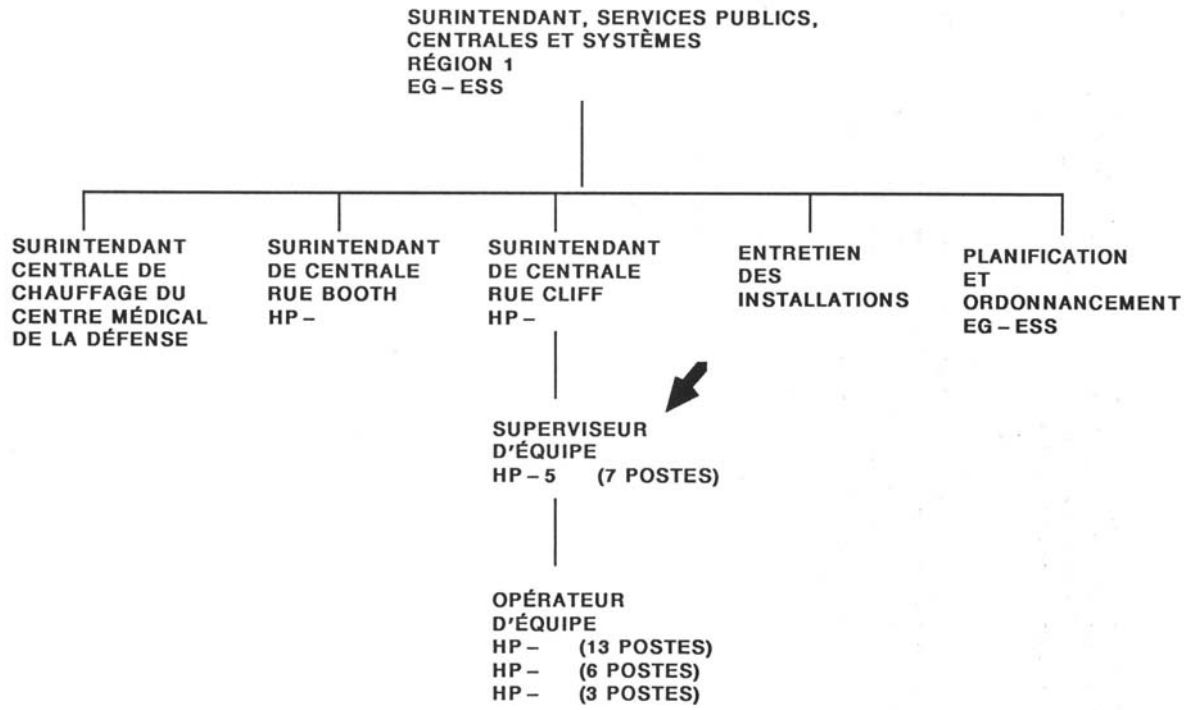 SURINTENDANT, SERVICES PUBLICS,
CENTRALES ET SYSTÈMES
RÉGION 1
EG – ESS
SURINTENDANT
CENTRALE DE
CHAUFFAGE DU
CENTRE MÉDICAL
DE LA DÉFENSE
SURINTENDANT
DE CENTRALE
RUE BOOTH
HP –
SURINTENDANT
DE CENTRALE
RUE CLIFF
HP –
ENTRETIEN
DES
INSTALLATIONS
PLANIFICATION
ET
ORDONNANCEMENT
EG – ESS
SUPERVISEUR
D'ÉQUIPE
HP – 5 (7 POSTES)
OPÉRATEUR
D'ÉQUIPE
HP – (13 POSTES)
HP – (6 POSTES)
HP – (3 POSTES)